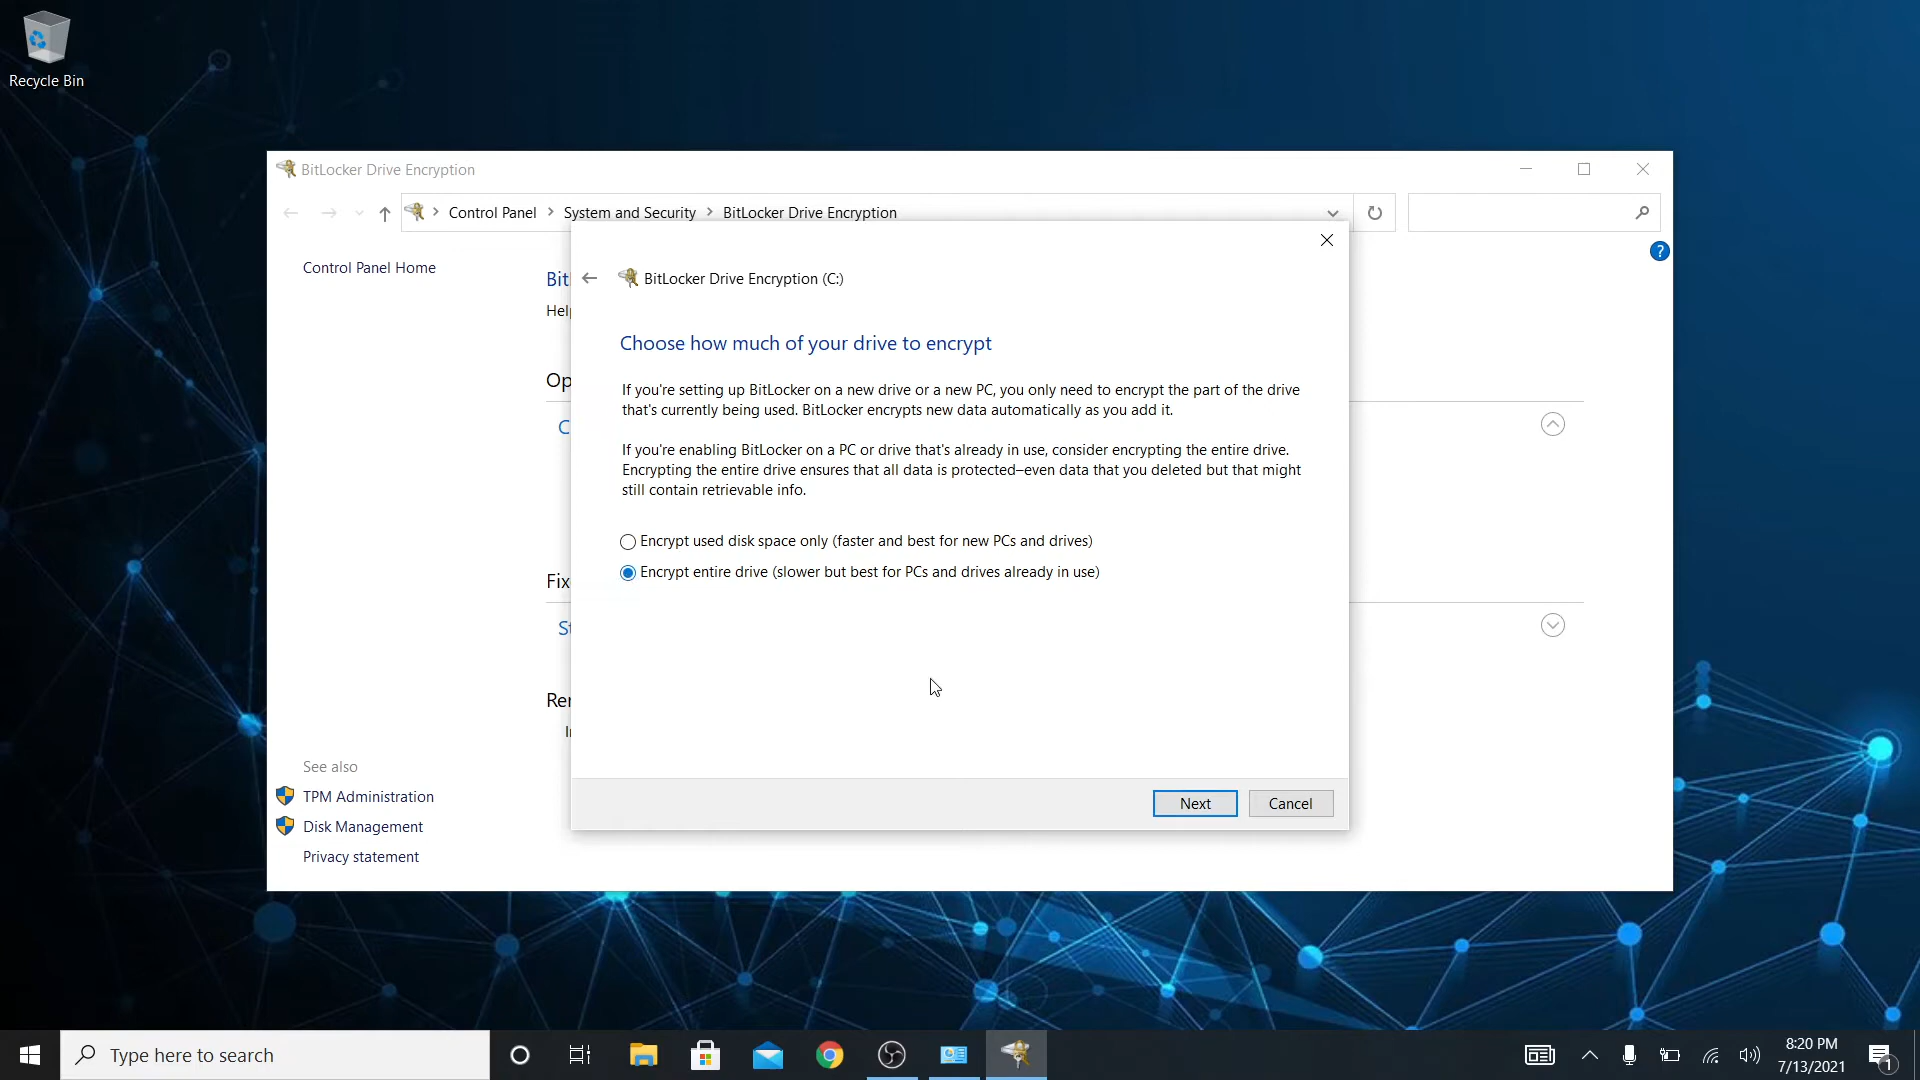 Recycle Bin
BitLocker Drive Encryption
Control Panel
System and Security
BitLocker Drive Encryption
Control Panel Home
Bit
Help
Op
C
Fix
St
Rer
BitLocker Drive Encryption (C:)
Choose how much of your drive to encrypt
If you're setting up BitLocker on a new drive or a new PC, you only need to encrypt the part of the drive
that's currently being used. BitLocker encrypts new data automatically as you add it.
If you're enabling BitLocker on a PC or drive that's already in use, consider encrypting the entire drive.
Encrypting the entire drive ensures that all data is protected—even data that you deleted but that might
still contain retrievable info.
Encrypt used disk space only (faster and best for new PCs and drives)
Encrypt entire drive (slower but best for PCs and drives already in use)
Next
Cancel
See also
TPM Administration
Disk Management
Privacy statement
Type here to search
8:20 PM
7/13/2021
1